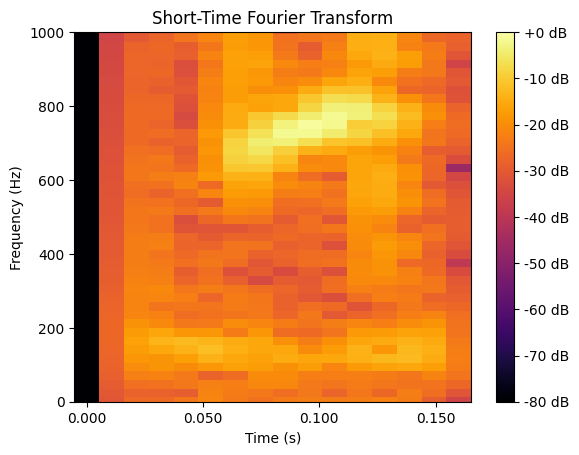 Short-Time Fourier Transform
Frequency (Hz)
1000
800
600
400
200
0
0.000
0.050
0.100
0.150
Time (s)
+0 dB
-10 dB
-20 dB
-30 dB
-40 dB
-50 dB
-60 dB
-70 dB
-80 dB